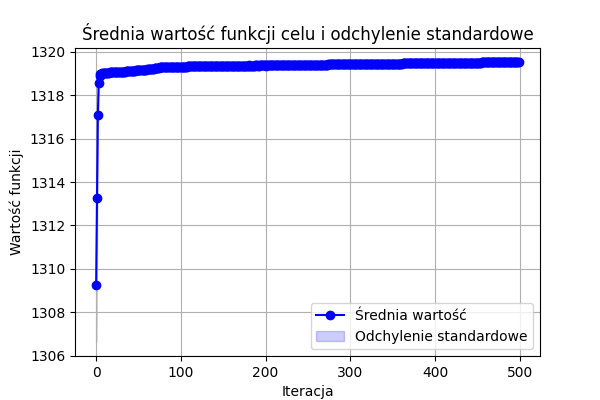 Średnia wartość funkcji celu i odchylenie standardowe
1320
1318
1316
1314
1312
1310
1308
1306
Wartość funkcji
Średnia wartość
Odchylenie standardowe
0 100 200 300 400 500
Iteracja